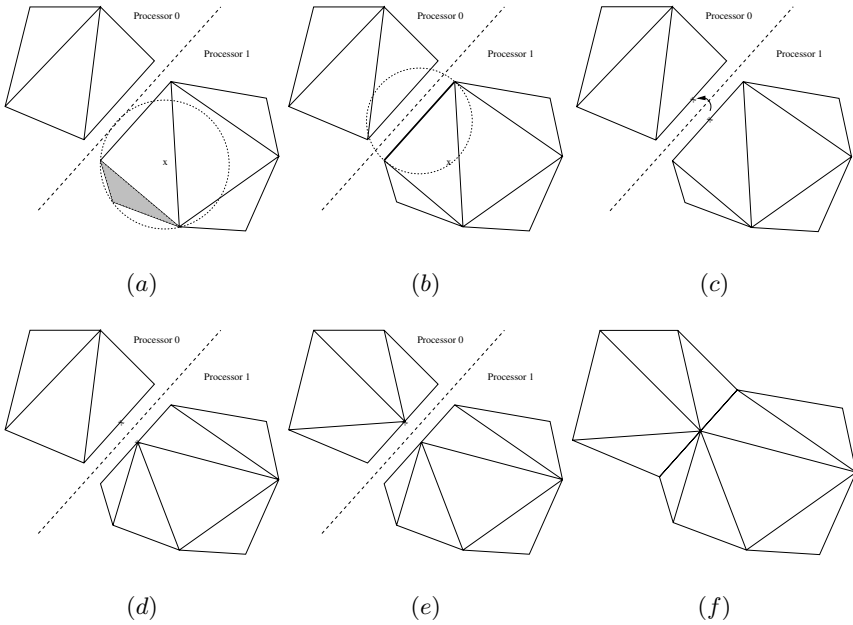 Processor 0
Processor 1
x
(a)
Processor 0
Processor 1
x
(b)
Processor 0
Processor 1
(c)
Processor 0
Processor 1
(d)
Processor 0
Processor 1
(e)
(f)